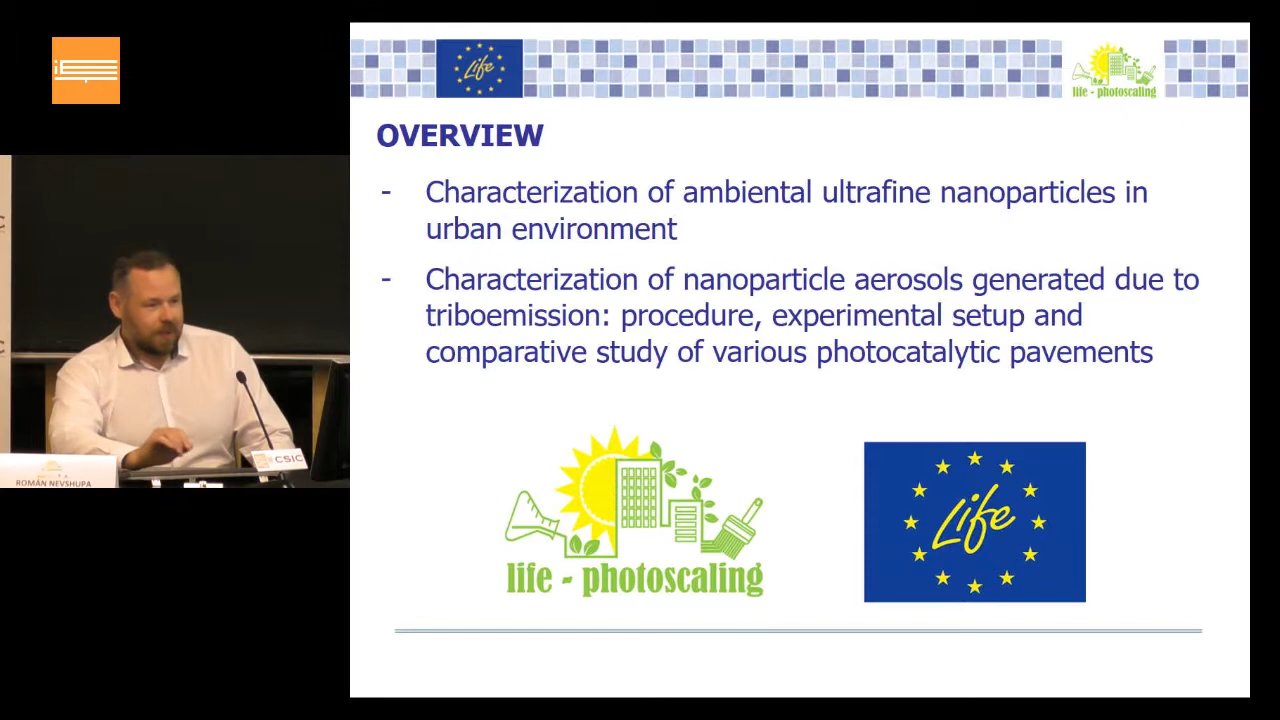 Life
life - photoscaling
OVERVIEW
- Characterization of ambiental ultrafine nanoparticles in
urban environment
- Characterization of nanoparticle aerosols generated due to
triboemission: procedure, experimental setup and
comparative study of various photocatalytic pavements
life - photoscaling
Life
CSIC
ROMÁN NEVSHUPA